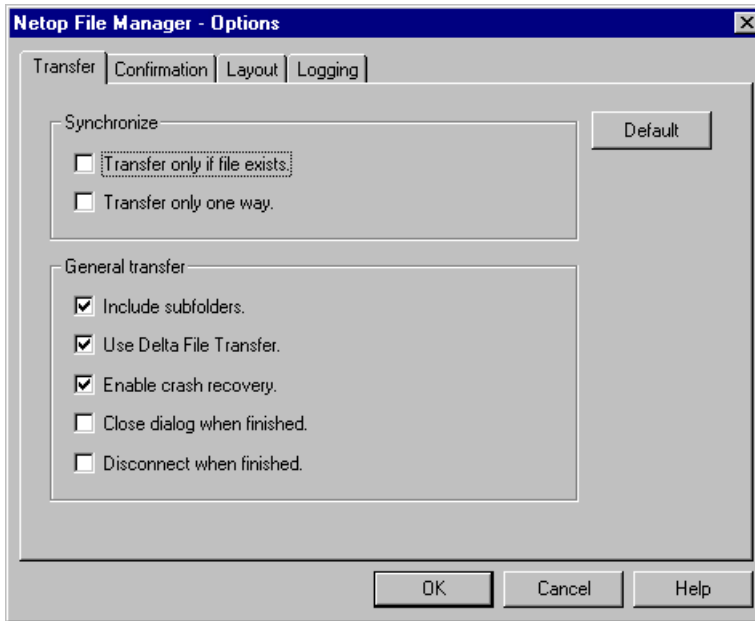 Netop File Manager - Options
Transfer Confirmation Layout Logging
Synchronize
Default
Transfer only if file exists.
Transfer only one way.
General transfer
Include subfolders.
Use Delta File Transfer.
Enable crash recovery.
Close dialog when finished.
Disconnect when finished.
OK Cancel Help